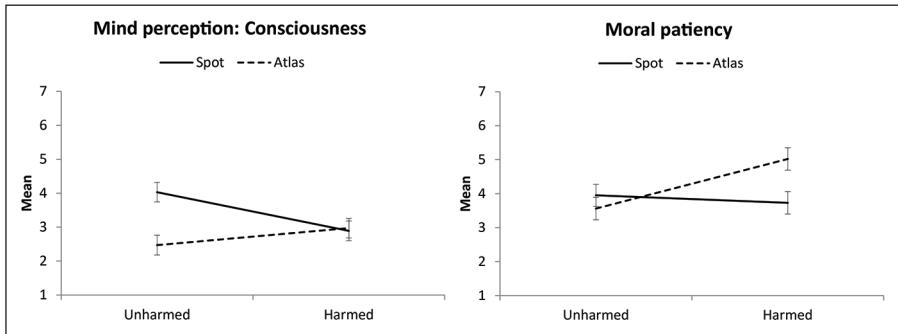 Mind perception: Consciousness
Spot
Atlas
7
6
5
4
3
2
1
Mean
Unharmed
Harmed
Moral patiency
Spot
Atlas
7
6
5
4
3
2
1
Mean
Unharmed
Harmed